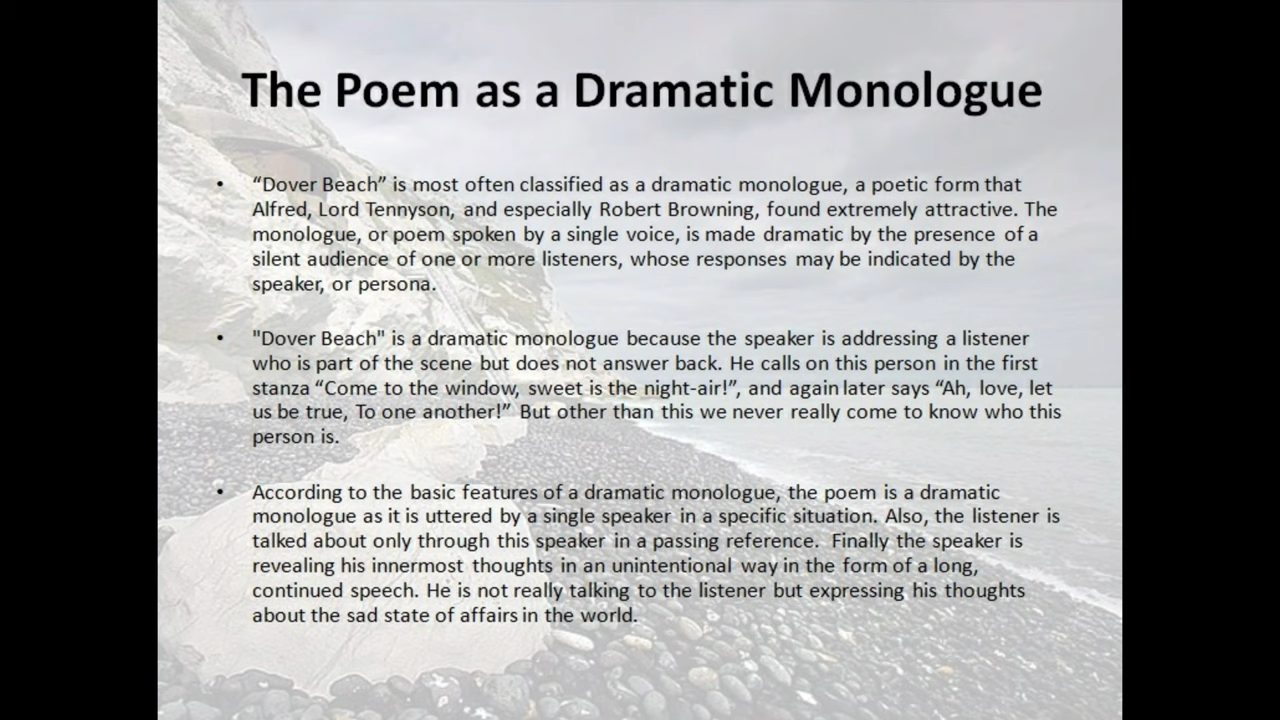 The Poem as a Dramatic Monologue
• “Dover Beach” is most often classified as a dramatic monologue, a poetic form that
Alfred, Lord Tennyson, and especially Robert Browning, found extremely attractive. The
monologue, or poem spoken by a single voice, is made dramatic by the presence of a
silent audience of one or more listeners, whose responses may be indicated by the
speaker, or persona.
• "Dover Beach" is a dramatic monologue because the speaker is addressing a listener
who is part of the scene but does not answer back. He calls on this person in the first
stanza “Come to the window, sweet is the night-air!”, and again later says “Ah, love, let
us be true, To one another!” But other than this we never really come to know who this
person is.
• According to the basic features of a dramatic monologue, the poem is a dramatic
monologue as it is uttered by a single speaker in a specific situation. Also, the listener is
talked about only through this speaker in a passing reference. Finally the speaker is
revealing his innermost thoughts in an unintentional way in the form of a long,
continued speech. He is not really talking to the listener but expressing his thoughts
about the sad state of affairs in the world.